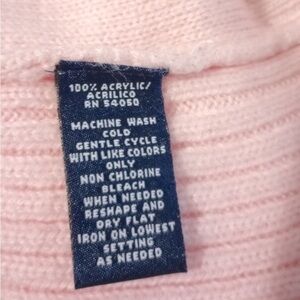 100% ACRYLIC/
ACRILICO
RN 54050
MACHINE WASH
COLD
GENTLE CYCLE
WITH LIKE COLORS
ONLY
NON CHLORINE
BLEACH
WHEN NEEDED
RESHAPE AND
DRY FLAT
IRON ON LOWEST
SETTING
AS NEEDED